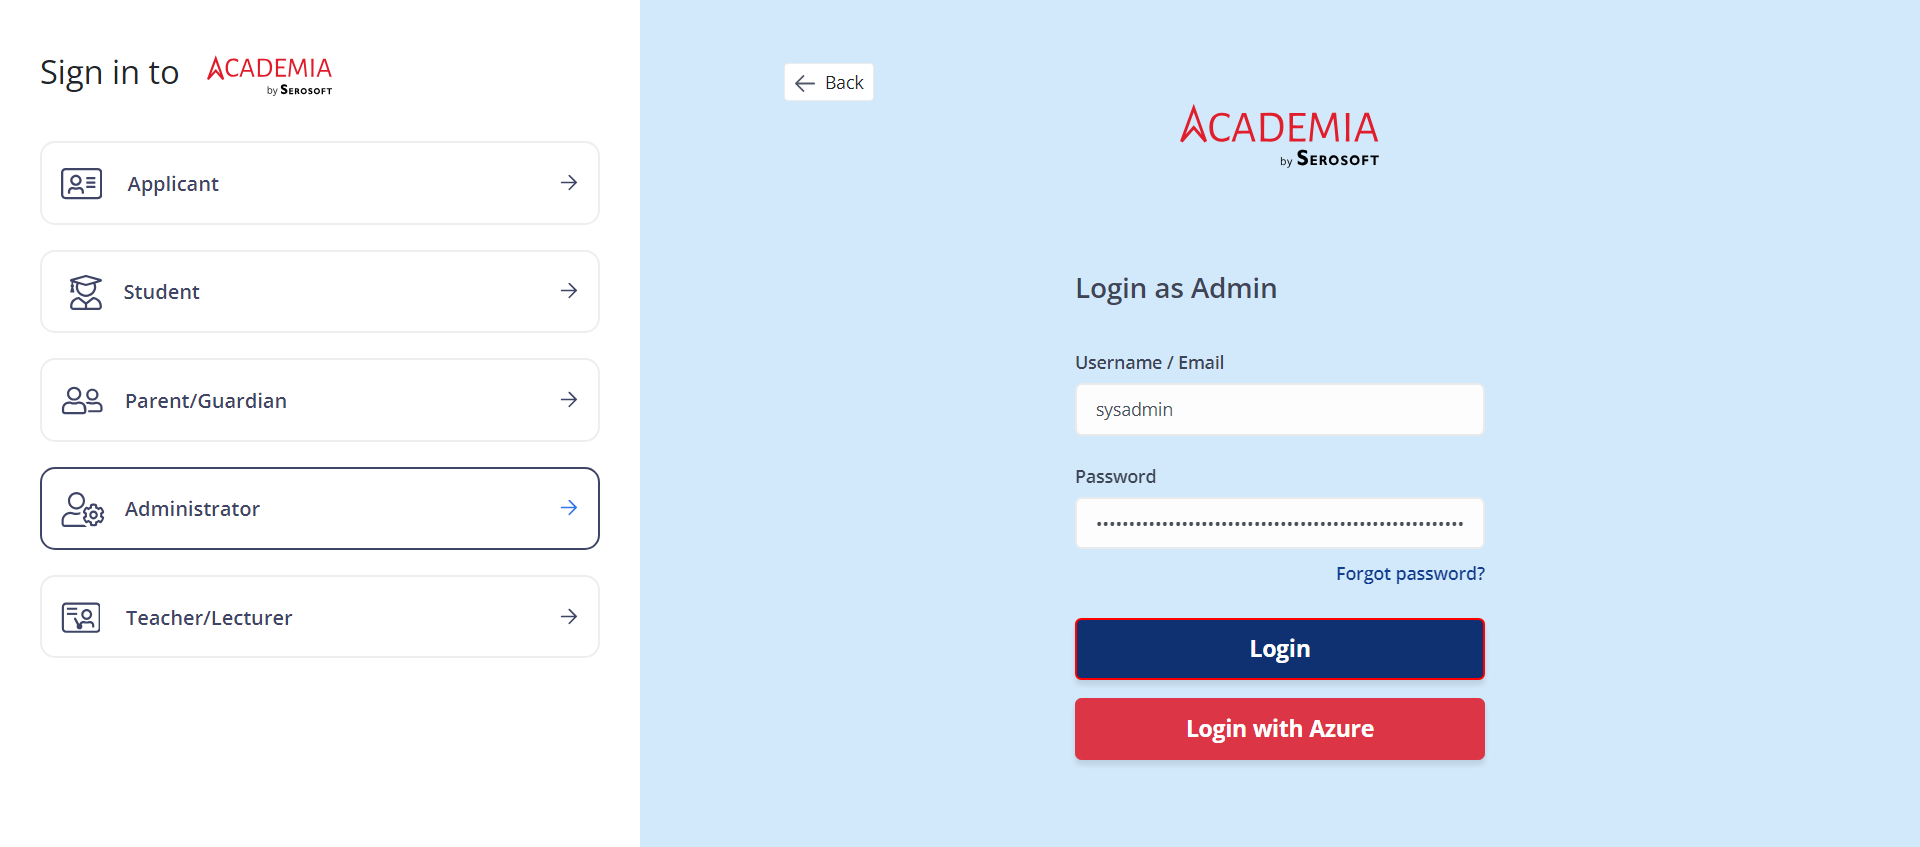 Sign in to
ACADEMIA
by SEROSOFT
Applicant
Student
Parent/Guardian
Administrator
Teacher/Lecturer
Back
ACADEMIA
by SEROSOFT
Login as Admin
Username / Email
sysadmin
Password
Forgot password?
Login
Login with Azure